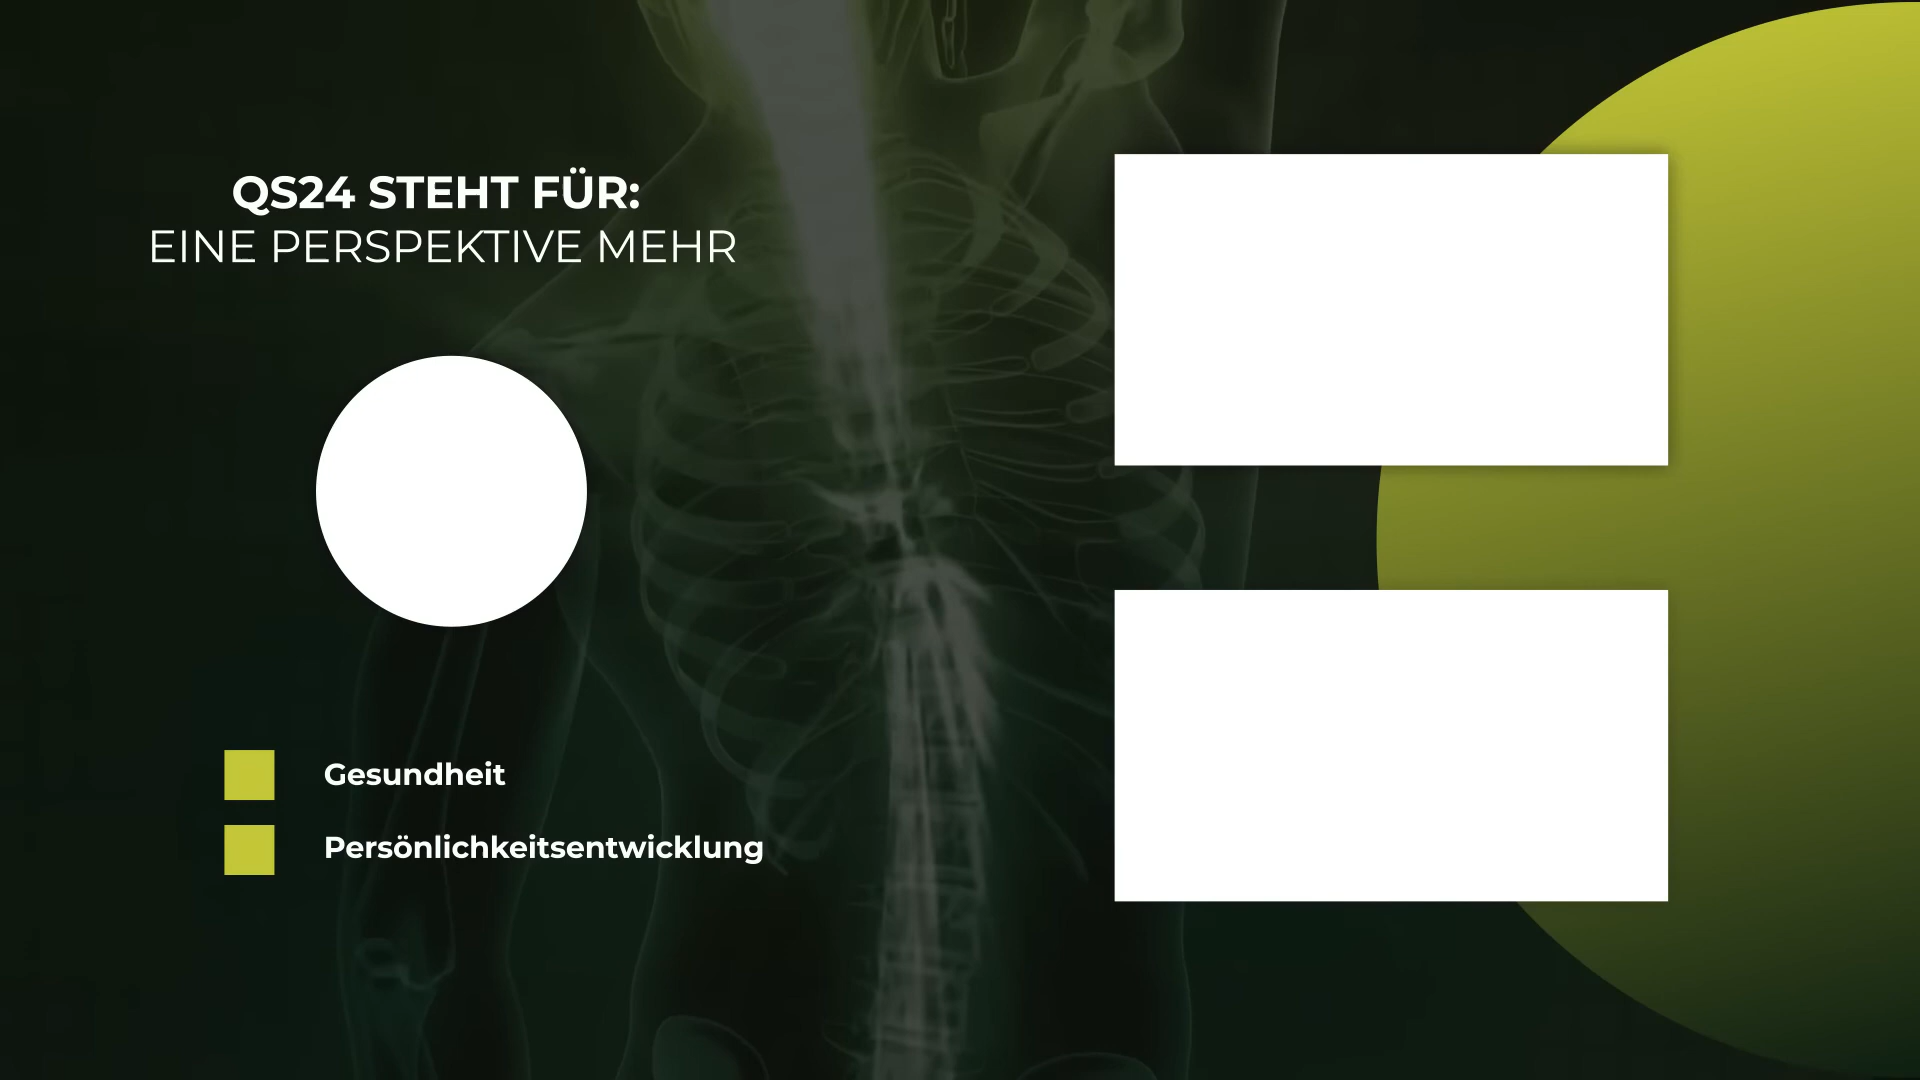 QS24 STEHT FÜR:
EINE PERSPEKTIVE MEHR
Gesundheit
Persönlichkeitsentwicklung